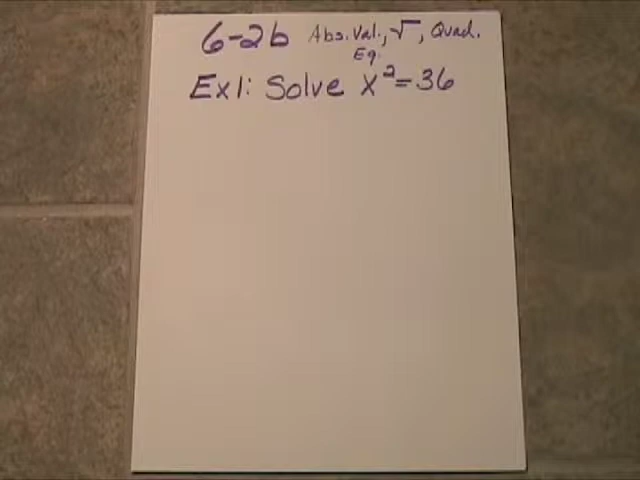 6-2b Abs. Val., √, Quad.
Eq.
Ex1: Solve x²=36